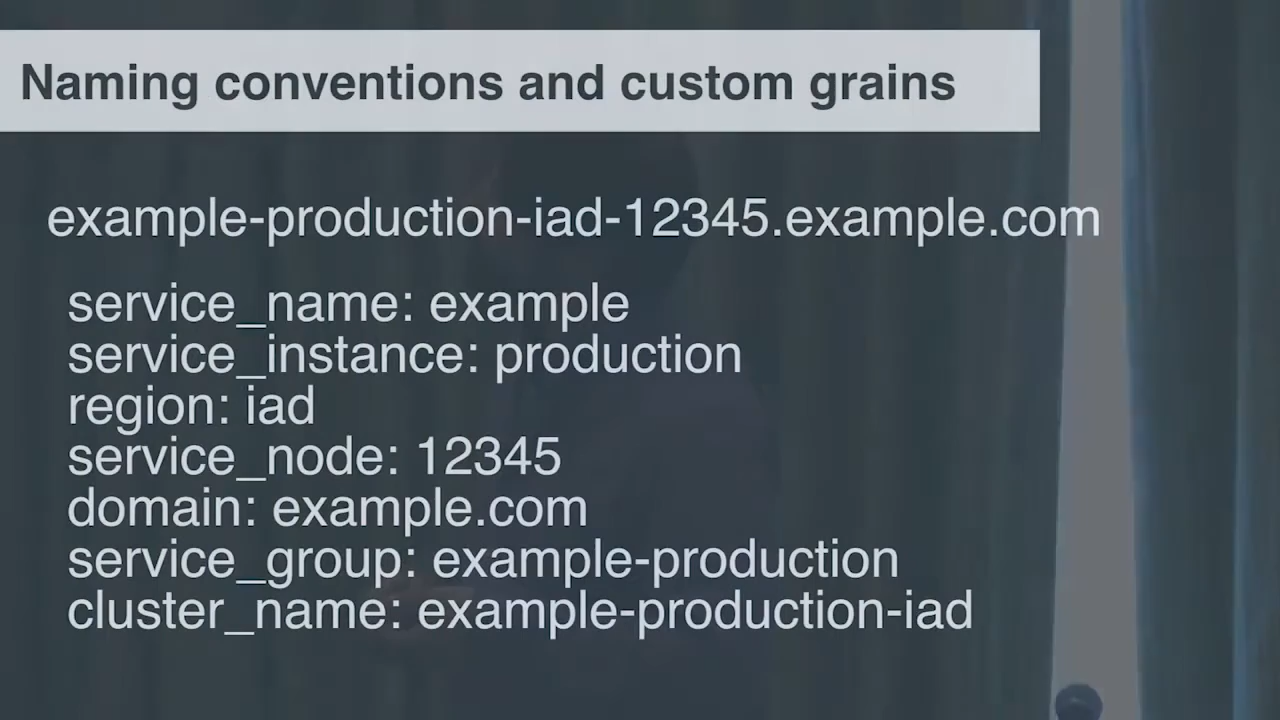 Naming conventions and custom grains
example-production-iad-12345.example.com
service_name: example
service_instance: production
region: iad
service_node: 12345
domain: example.com
service_group: example-production
cluster_name: example-production-iad